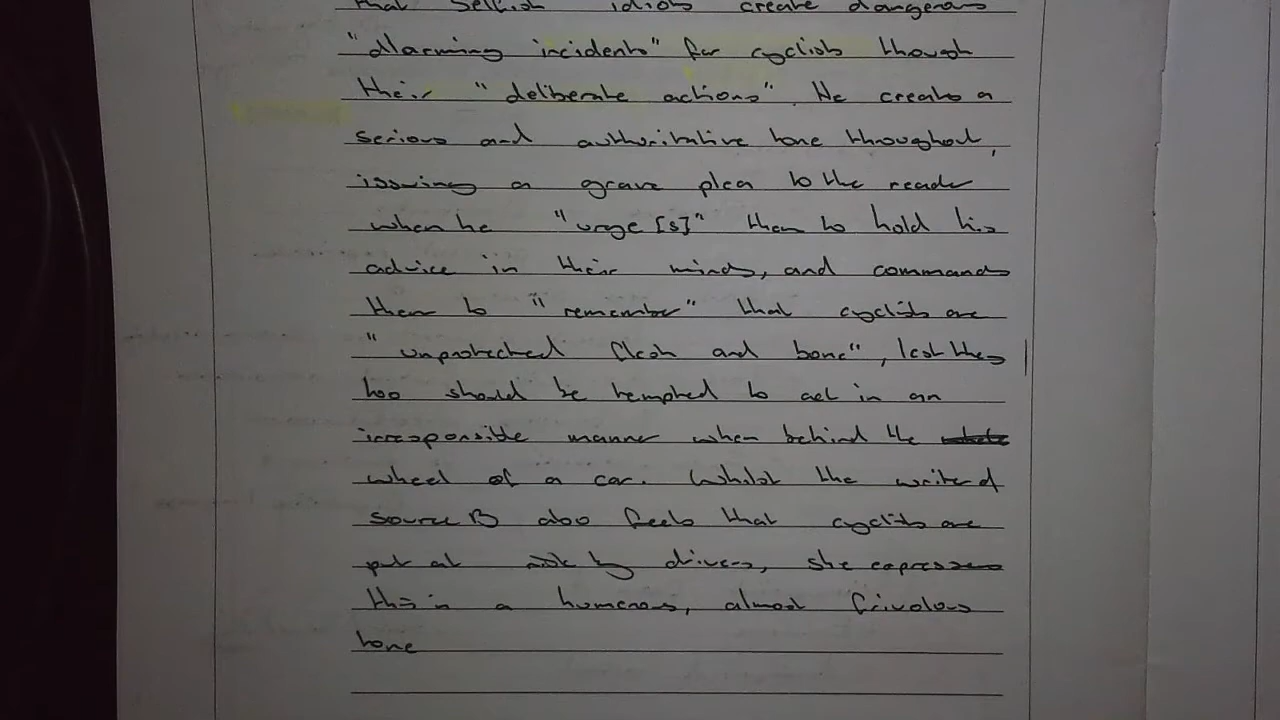 that selfish idiots create dangerous
"alarming incidents" for cyclists though
their "deliberate actions". He creates a
serious and authoritative tone throughout,
issuing a grave plea to the reader
when he "urge[s]" them to hold his
advice in their minds, and commands
them to "remember" that cyclists are
"unprotected flesh and bone", lest they
too should be tempted to act in an
irresponsible manner when behind the
wheel of a car. Whilst the writer of
source B also feels that cyclists are
put at risk by drivers, she expresses
this in a humorous, almost frivolous
tone